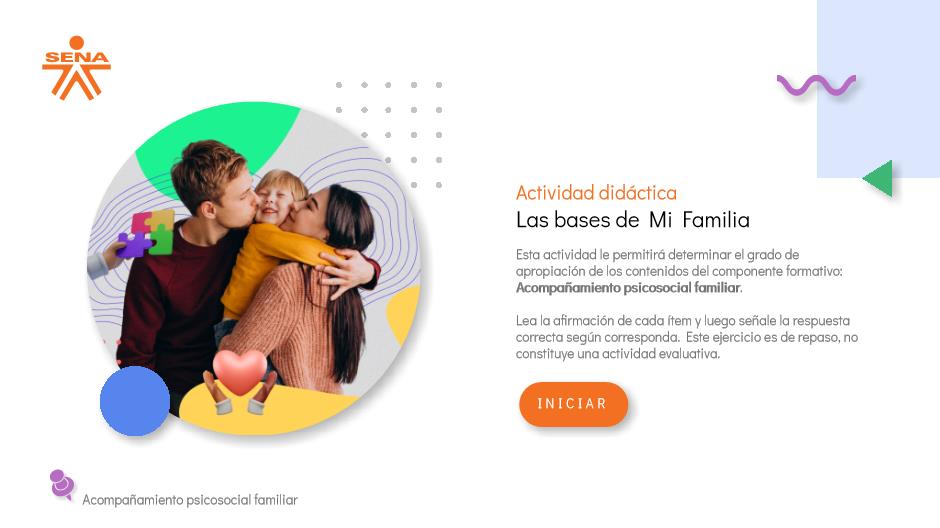 SENA
Actividad didáctica
Las bases de Mi Familia
Esta actividad le permitirá determinar el grado de
apropiación de los contenidos del componente formativo:
Acompañamiento psicosocial familiar.
Lea la afirmación de cada ítem y luego señale la respuesta
correcta según corresponda. Este ejercicio es de repaso, no
constituye una actividad evaluativa.
INICIAR
Acompañamiento psicosocial familiar